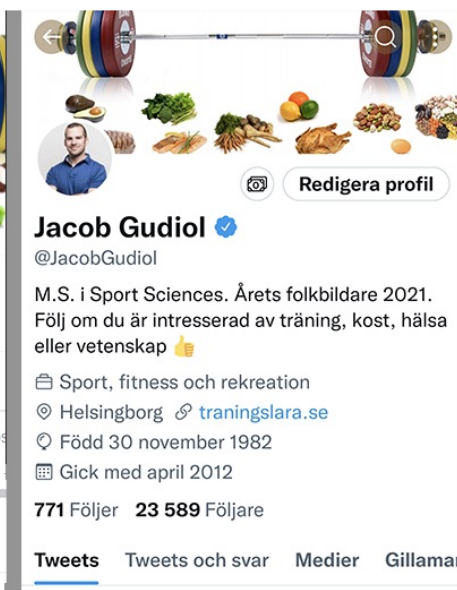 Redigera profil
Jacob Gudiol
@JacobGudiol
M.S. i Sport Sciences. Årets folkbildare 2021.
Följ om du är intresserad av träning, kost, hälsa
eller vetenskap
Sport, fitness och rekreation
Helsingborg traningslara.se
Född 30 november 1982
Gick med april 2012
771 Följer 23 589 Följare
Tweets Tweets och svar Medier Gillamar